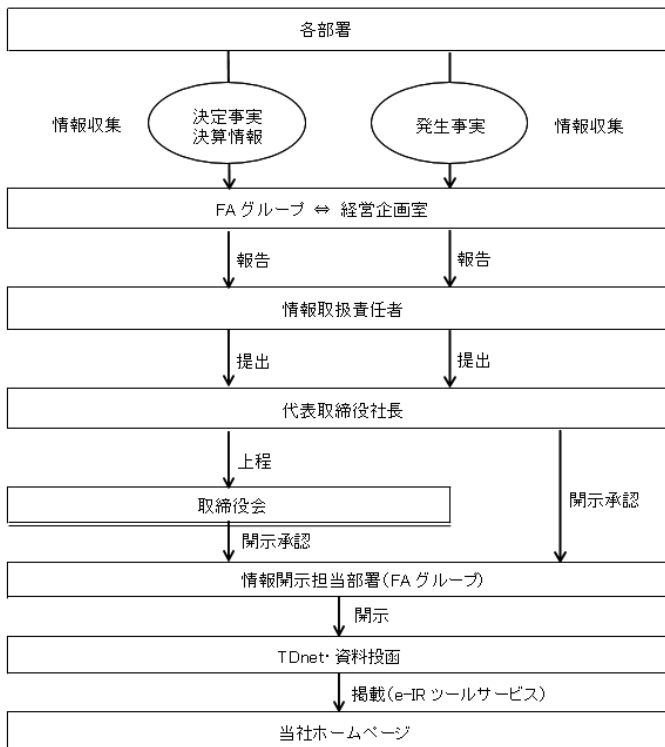 各部署
情報収集
決定事実
決算情報
発生事実
情報収集
FAグループ ⇔ 経営企画室
報告
報告
情報取扱責任者
提出
提出
代表取締役社長
上程
取締役会
開示承認
開示承認
情報開示担当部署(FAグループ)
開示
TDnet・資料投函
掲載(e-IRツールサービス)
当社ホームページ